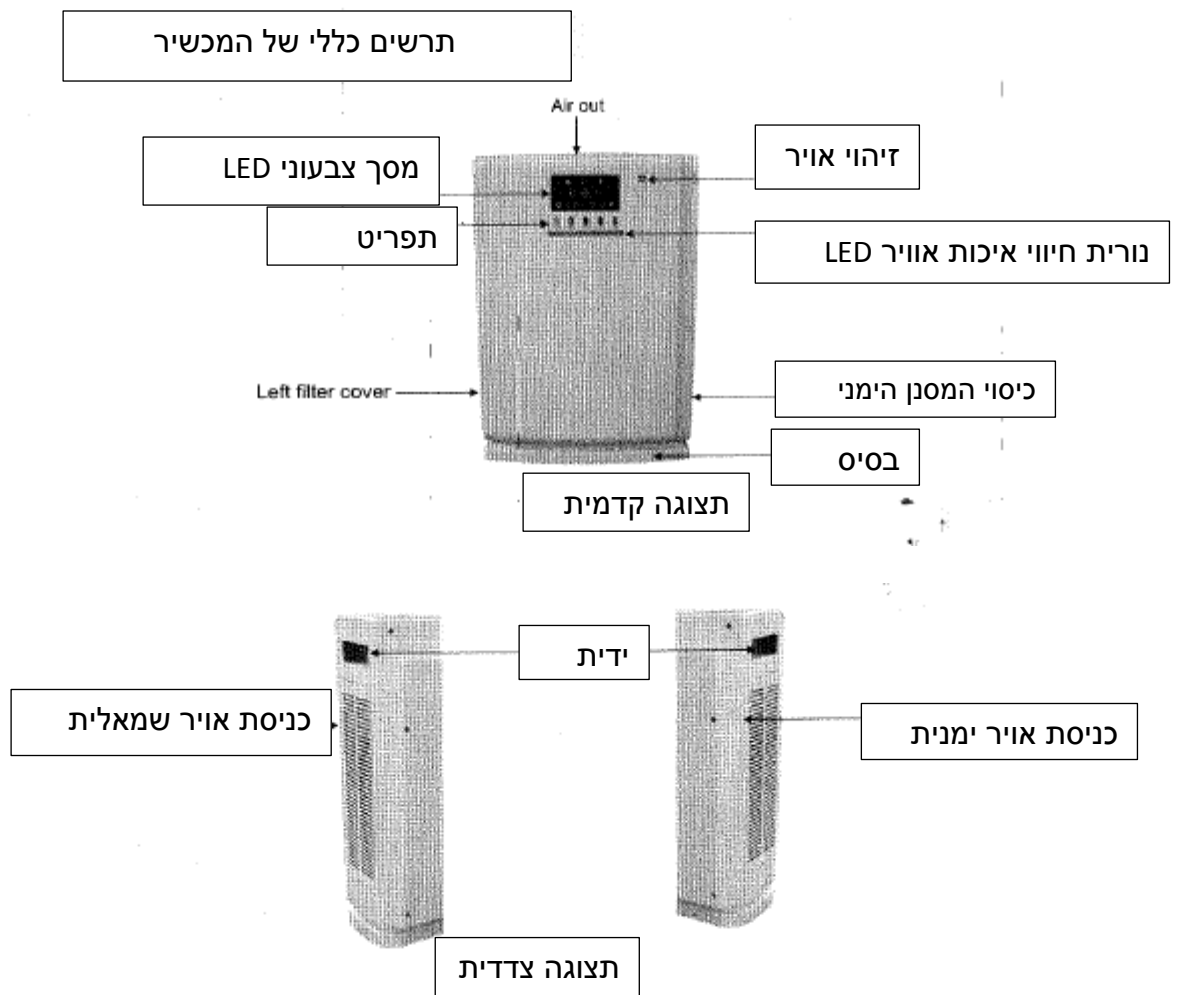 תרשים כללי של המכשיר
Air out
זיהוי אויר
מסך צבעוני LED
תפריט
נורית חיווי איכות אוויר LED
Left filter cover
כיסוי המסנן הימני
בסיס
תצוגה קדמית
ידית
כניסת אויר שמאלית
כניסת אויר ימנית
תצוגה צדדית